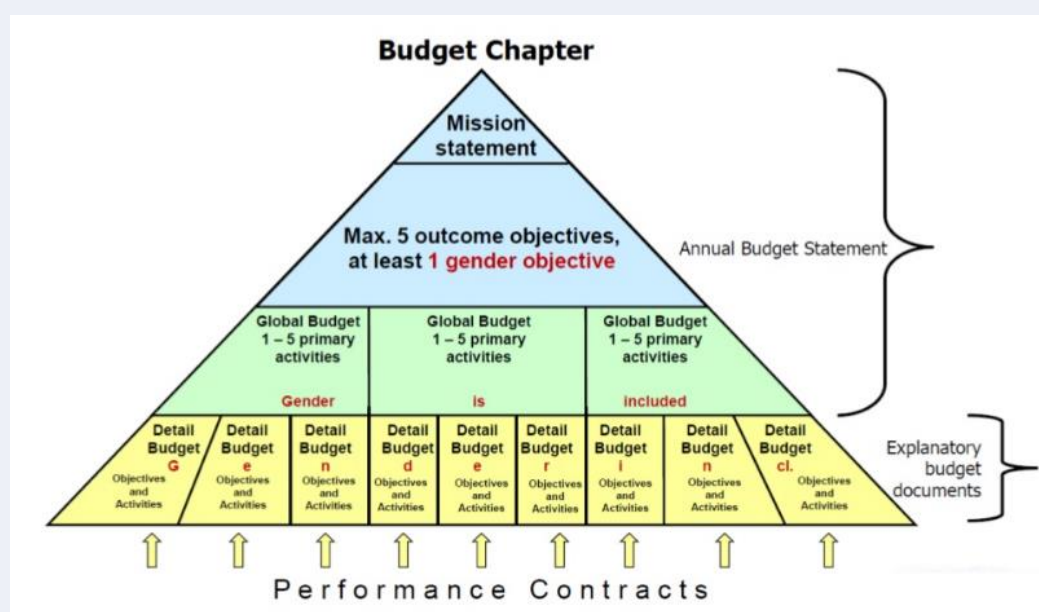 Budget Chapter
Mission
statement
Max. 5 outcome objectives,
at least 1 gender objective
Annual Budget Statement
Global Budget
1 – 5 primary
activities
Gender
Global Budget
1 – 5 primary
activities
is
Global Budget
1 – 5 primary
activities
included
Detail
Budget
G
Objectives
and
Activities
Detail
Budget
e
Objectives
and
Activities
Detail
Budget
n
Objectives
and
Activities
Detail
Budget
d
Objectives
and
Activities
Detail
Budget
e
Objectives
and
Activities
Detail
Budget
r
Objectives
and
Activities
Detail
Budget
i
Objectives
and
Activities
Detail
Budget
n
Objectives
and
Activities
Detail
Budget
cl.
Objectives
and
Activities
Explanatory
budget
documents
Performance Contracts